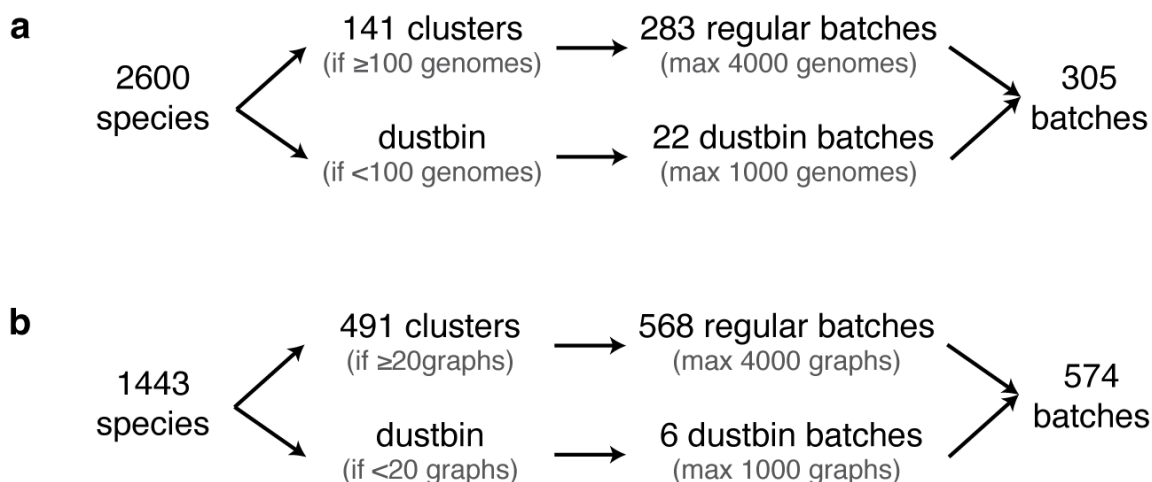 a
2600
species
141 clusters
(if ≥100 genomes)
283 regular batches
(max 4000 genomes)
dustbin
(if <100 genomes)
22 dustbin batches
(max 1000 genomes)
305
batches
b
1443
species
491 clusters
(if ≥20graphs)
568 regular batches
(max 4000 graphs)
dustbin
(if <20 graphs)
6 dustbin batches
(max 1000 graphs)
574
batches